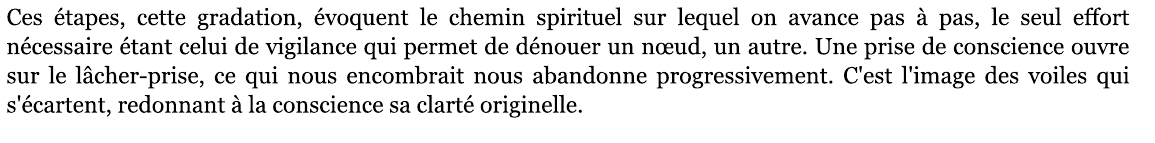 Ces étapes, cette gradation, évoquent le chemin spirituel sur lequel on avance pas à pas, le seul effort
nécessaire étant celui de vigilance qui permet de dénouer un nœud, un autre. Une prise de conscience ouvre
sur le lâcher-prise, ce qui nous encombrait nous abandonne progressivement. C'est l'image des voiles qui
s'écartent, redonnant à la conscience sa clarté originelle.